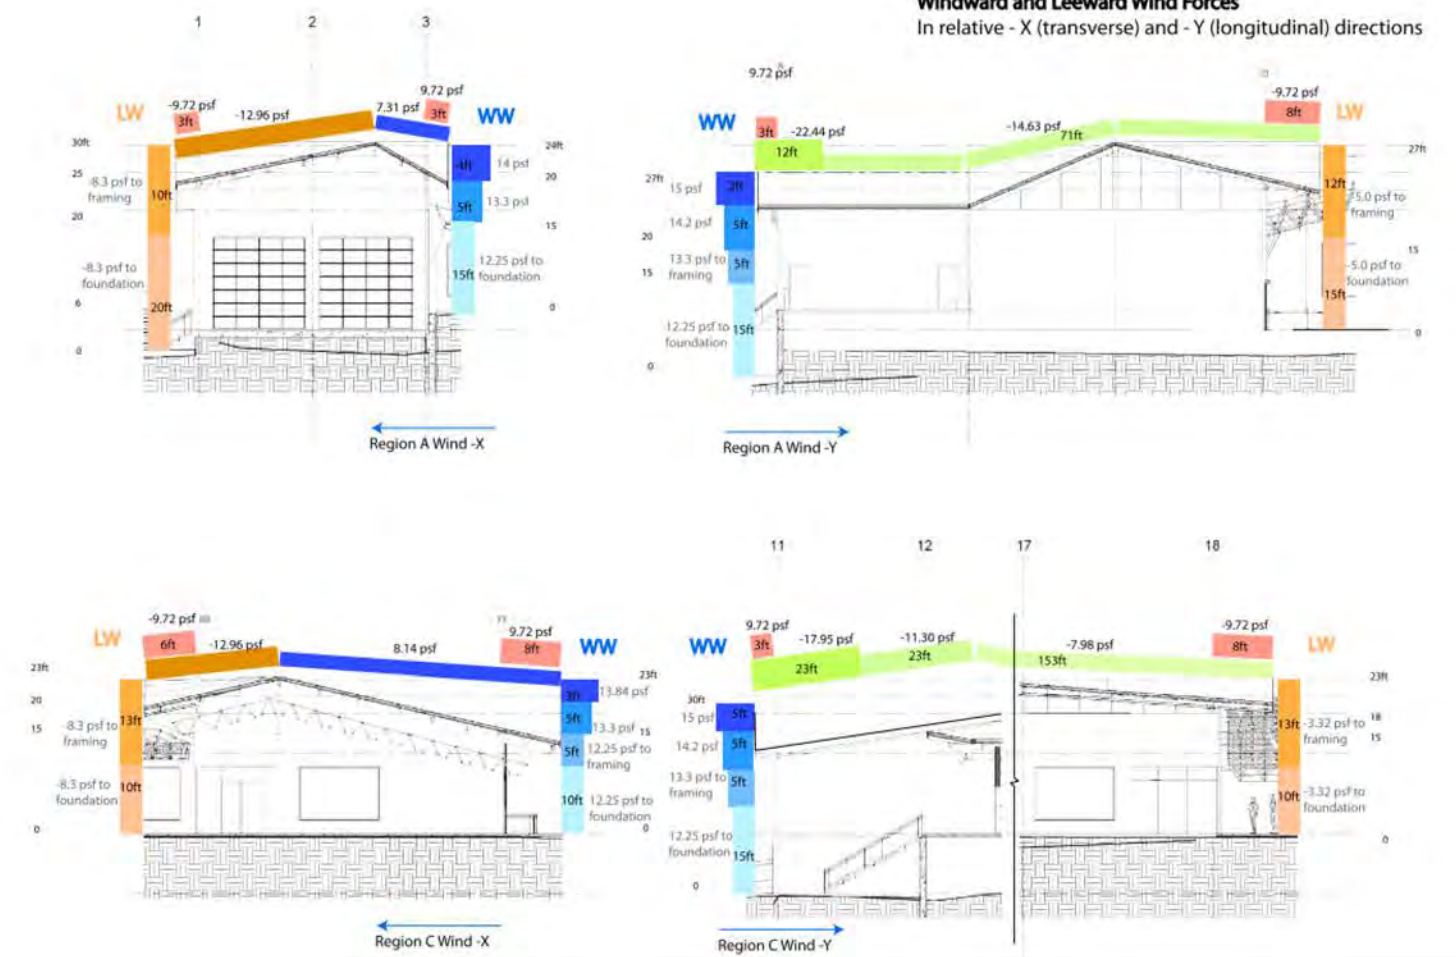 Windward and Leeward Wind Forces
In relative - X (transverse) and - Y (longitudinal) directions
1
2
3
LW
-9.72 psf
3ft
-12.96 psf
7.31 psf
9.72 psf
3ft
WW
30ft
25
20
6
0
-8.3 psf to
framing
10ft
-8.3 psf to
foundation
20ft
4ft
14 psf
5ft
13.3 psf
15ft
12.25 psf to
foundation
24ft
20
15
0
Region A Wind -X
9.72 psf
WW
3ft
-22.44 psf
12ft
-14.63 psf
71ft
-9.72 psf
8ft
LW
27ft
20
15
0
15 psf
2ft
14.2 psf
5ft
13.3 psf to
framing
5ft
12.25 psf to
foundation
15ft
27ft
15
0
12ft
-5.0 psf to
framing
-5.0 psf to
foundation
15ft
Region A Wind -Y
LW
-9.72 psf
6ft
-12.96 psf
8.14 psf
9.72 psf
8ft
WW
23ft
20
15
0
-8.3 psf to
framing
13ft
-8.3 psf to
foundation
10ft
23ft
3ft
13.84 psf
5ft
13.3 psf
15
5ft
12.25 psf to
framing
10ft
12.25 psf to
foundation
0
Region C Wind -X
11
12
17
18
WW
9.72 psf
3ft
-17.95 psf
23ft
-11.30 psf
23ft
-7.98 psf
153ft
-9.72 psf
8ft
LW
30ft
15 psf
5ft
14.2 psf
5ft
13.3 psf to
framing
5ft
12.25 psf to
foundation
15ft
0
23ft
18
15
0
13ft
-3.32 psf to
framing
10ft
-3.32 psf to
foundation
Region C Wind -Y